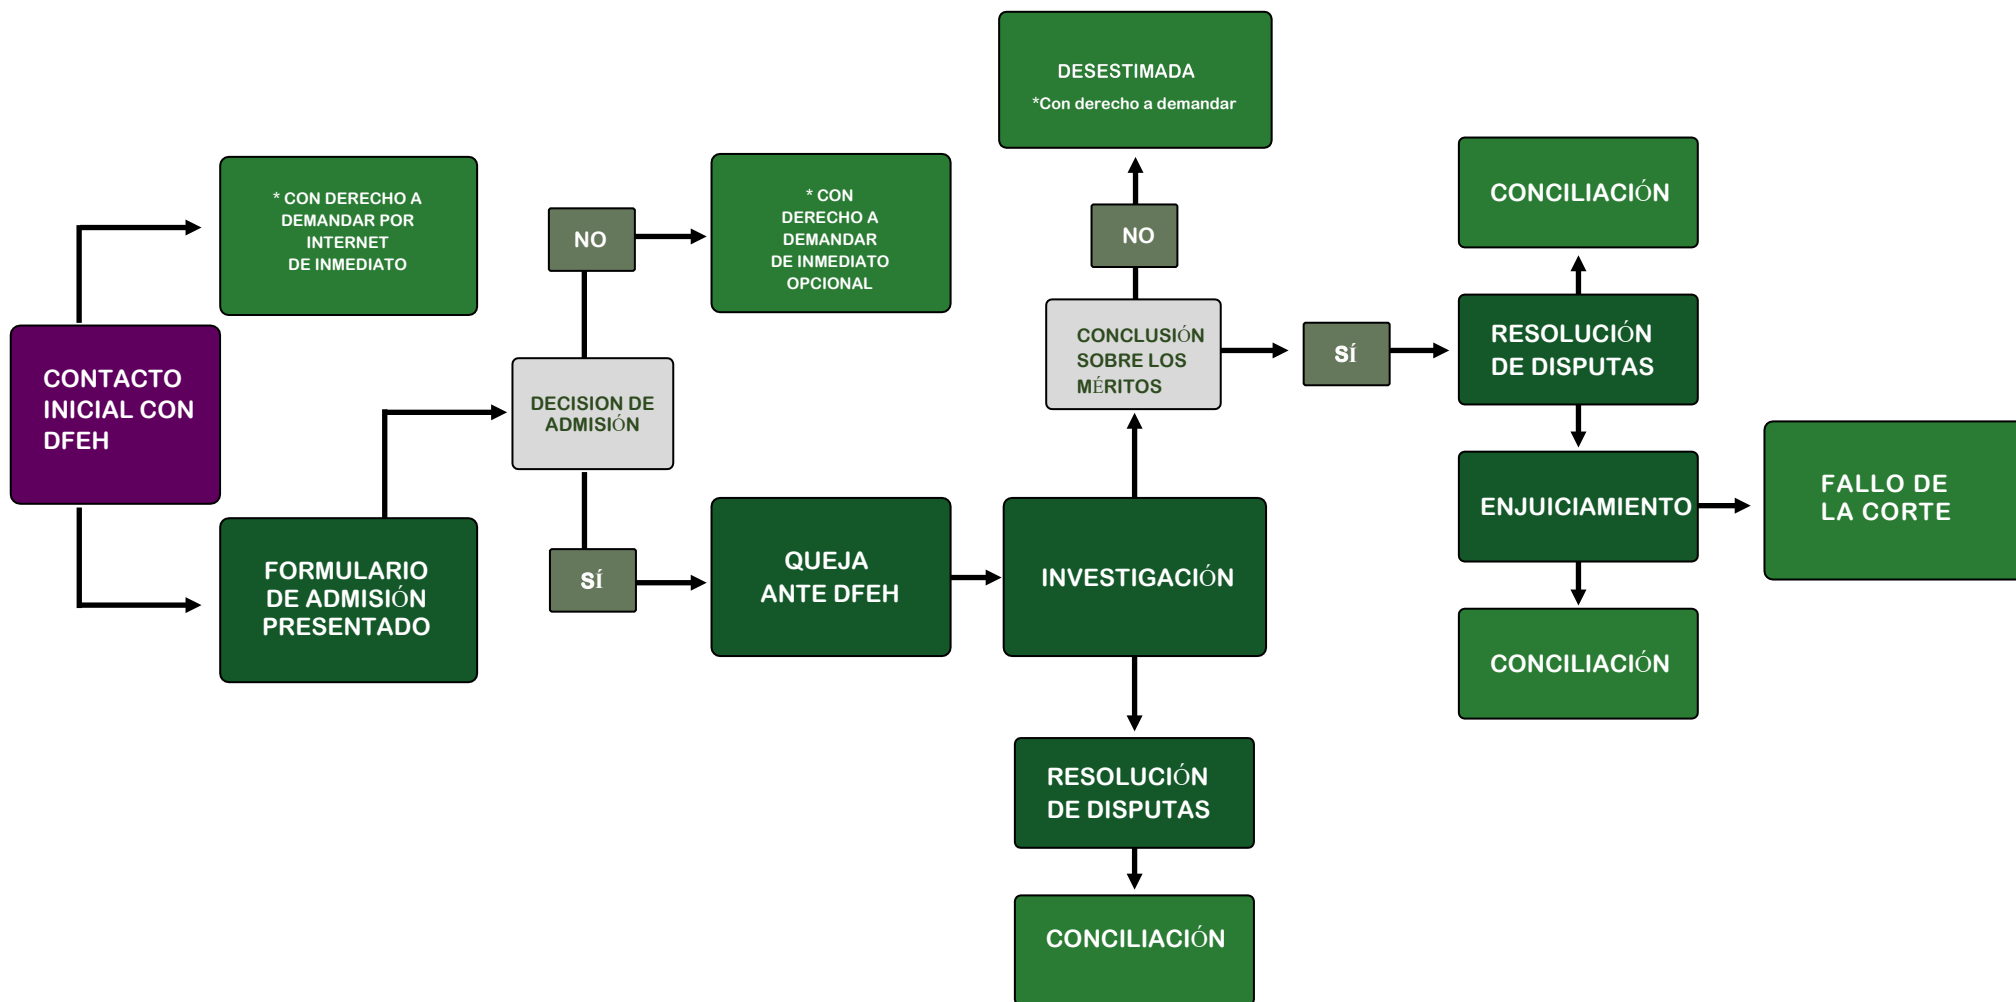 CONTACTO
INICIAL CON
DFEH
* CON DERECHO A
DEMANDAR POR
INTERNET
DE INMEDIATO
FORMULARIO
DE ADMISIÓN
PRESENTADO
DECISION DE
ADMISIÓN
NO
* CON
DERECHO A
DEMANDAR
DE INMEDIATO
OPCIONAL
SÍ
QUEJA
ANTE DFEH
INVESTIGACIÓN
CONCLUSIÓN
SOBRE LOS
MÉRITOS
NO
DESESTIMADA
*Con derecho a demandar
SÍ
RESOLUCIÓN
DE DISPUTAS
CONCILIACIÓN
ENJUICIAMIENTO
FALLO DE
LA CORTE
CONCILIACIÓN
RESOLUCIÓN
DE DISPUTAS
CONCILIACIÓN